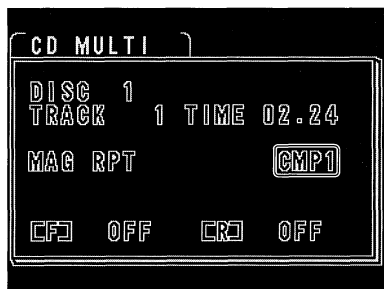 CD MULTI
DISC 1
TRACK 1 TIME 02.24
MAG RPT CMP1
[F] OFF [R] OFF